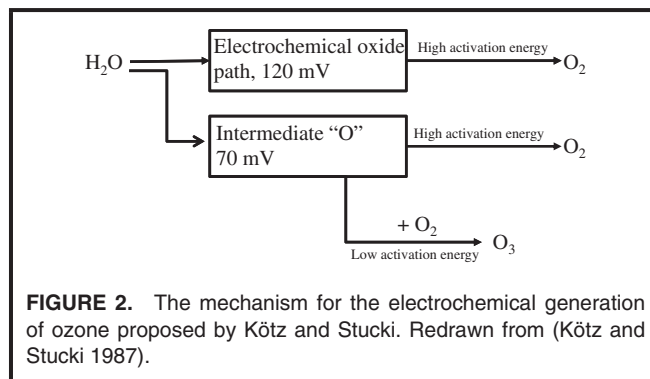 Electrochemical oxide
path, 120 mV
High activation energy
H₂O
O₂
Intermediate “O”
70 mV
High activation energy
O₂
+ O₂
Low activation energy
O₃
FIGURE 2. The mechanism for the electrochemical generation
of ozone proposed by Kötz and Stucki. Redrawn from (Kötz and
Stucki 1987).